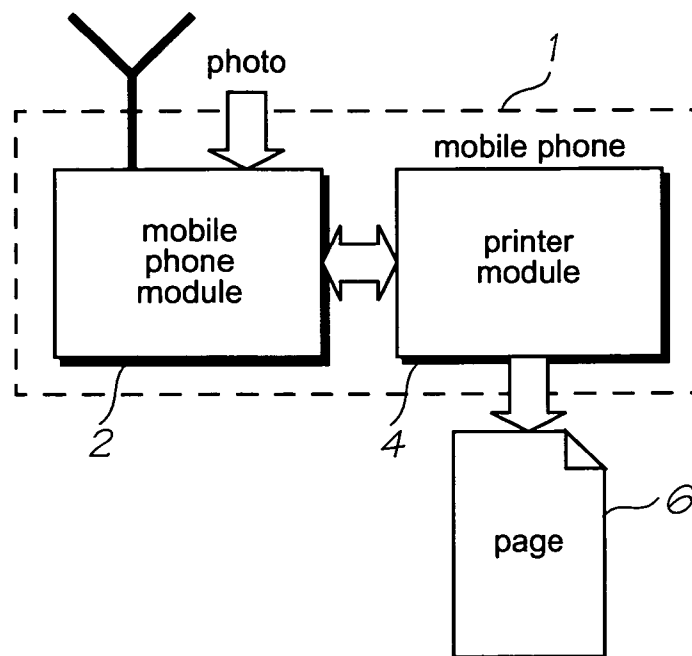 photo
1
mobile phone
mobile
phone
module
printer
module
2
4
page
6